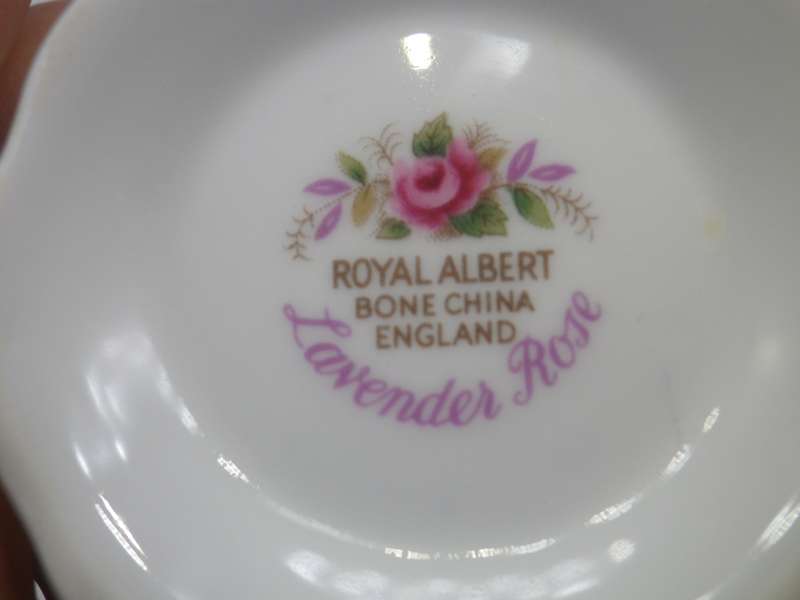 ROYAL ALBERT
BONE CHINA
ENGLAND
Lavender Rose